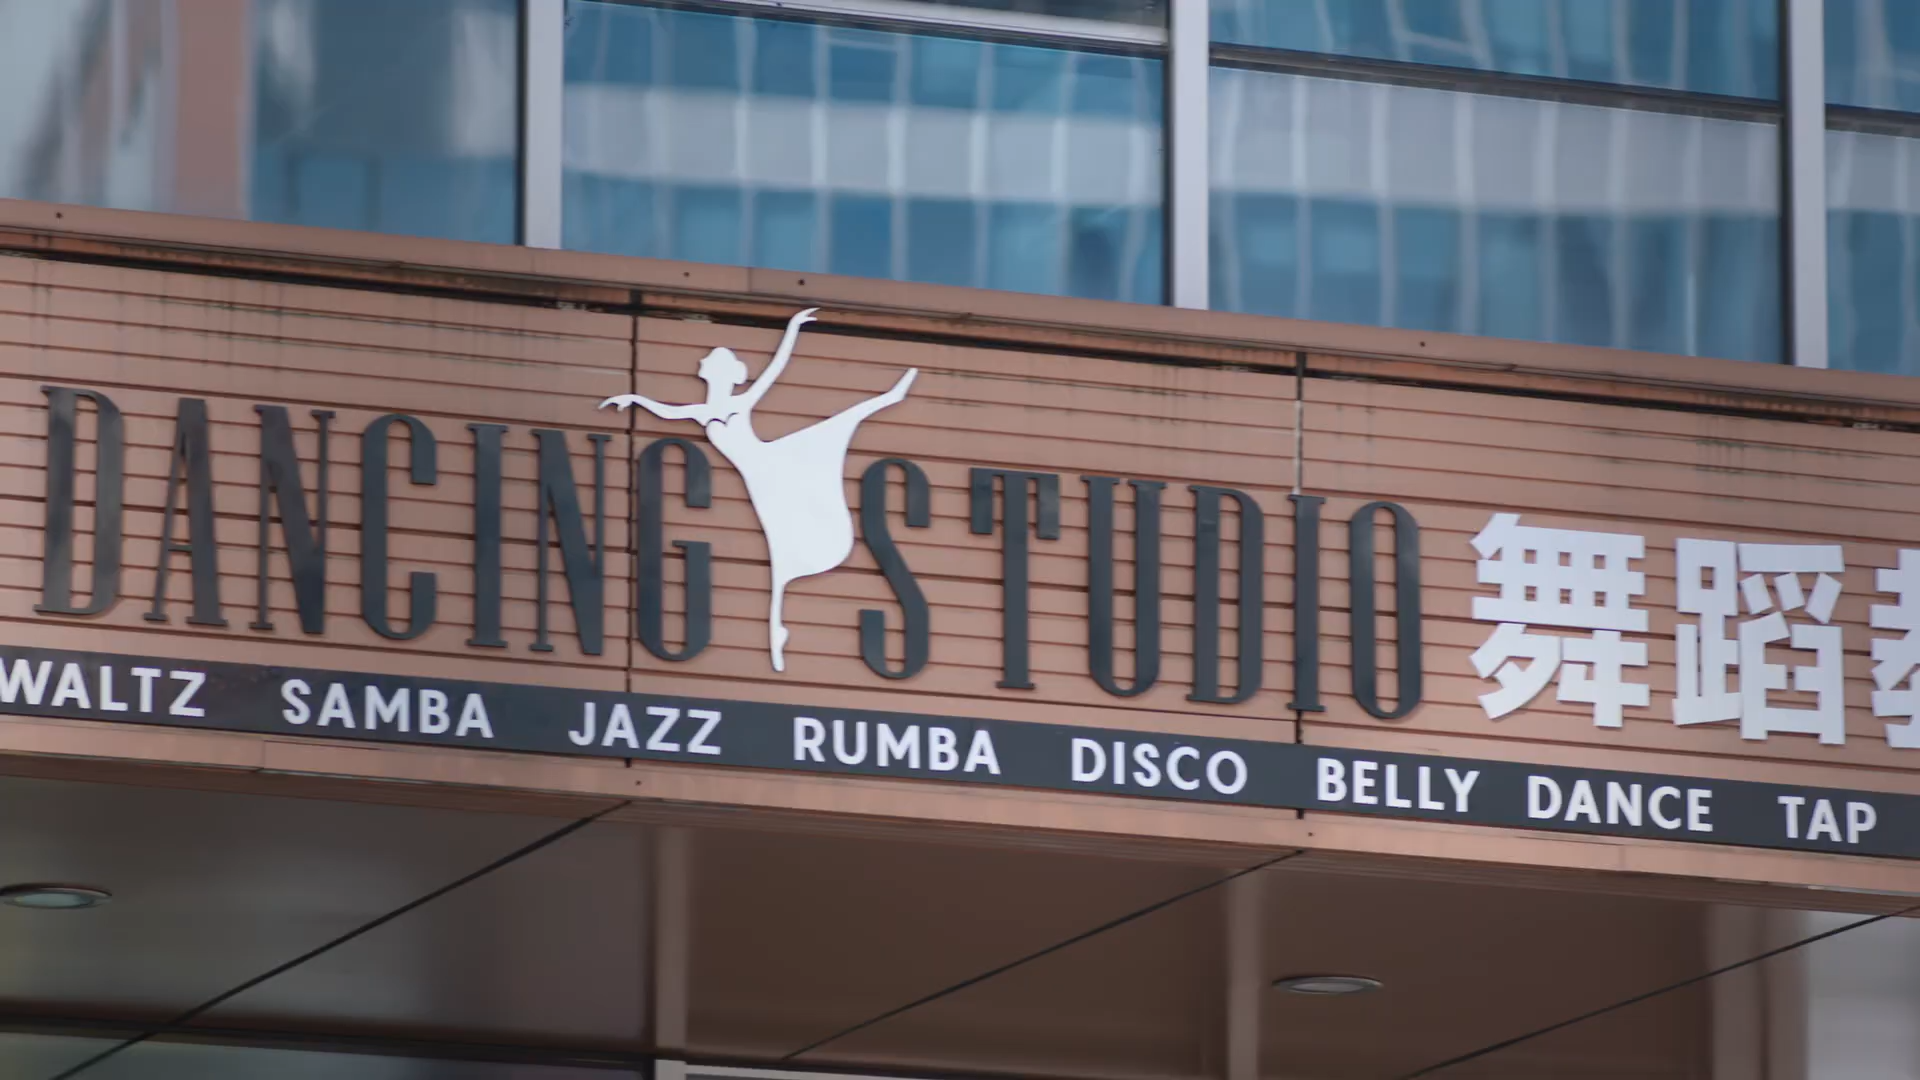 DANCING STUDIO 舞蹈
WALTZ SAMBA JAZZ RUMBA DISCO BELLY DANCE TAP